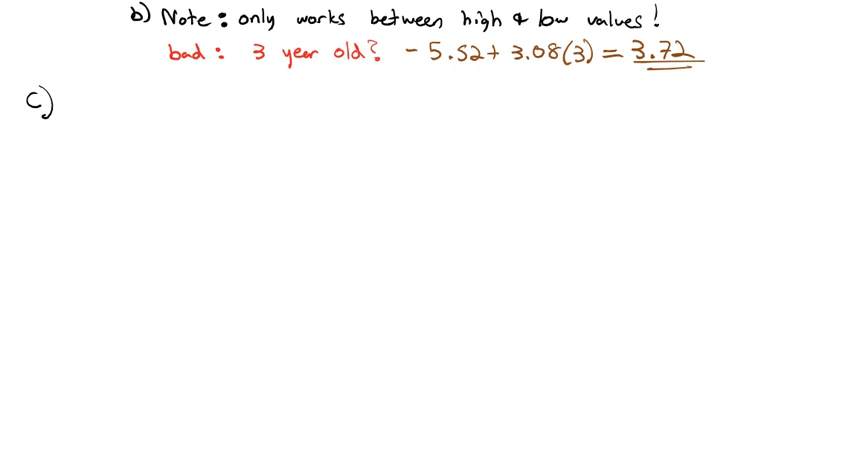 b) Note: only works between high & low values!
bad: 3 year old? - 5.52 + 3.08(3) = 3.72
c)